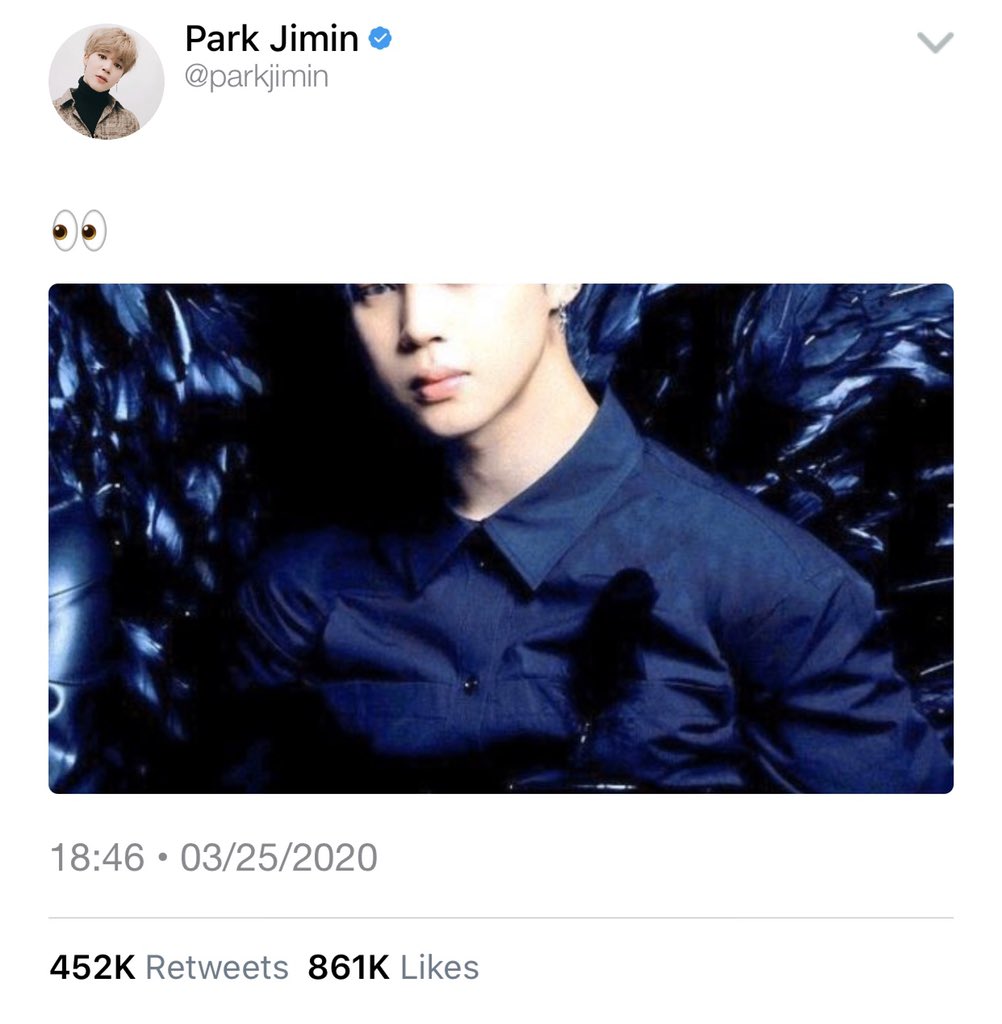 Park Jimin
@parkjimin
👀
18:46 • 03/25/2020
452K Retweets 861K Likes